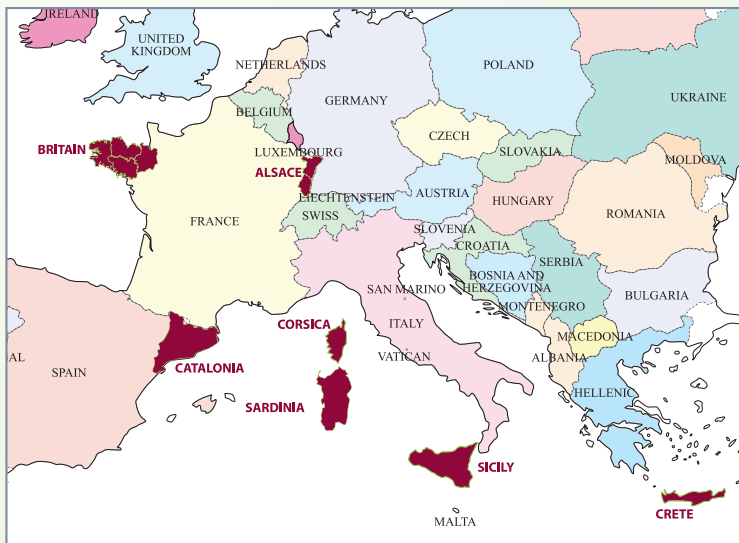 IRELAND
UNITED
KINGDOM
NETHERLANDS
POLAND
BELGIUM
GERMANY
UKRAINE
CZECH
BRITAIN
LUXEMBOURG
SLOVAKIA
MOLDOVA
ALSACE
LIECHTENSTEIN
AUSTRIA
HUNGARY
SWISS
FRANCE
ROMANIA
SLOVENIA
CROATIA
SERBIA
BOSNIA AND
HERZEGOVINA
SAN MARINO
MONTENEGRO
BULGARIA
CORSICA
ITALY
MACEDONIA
AL
SPAIN
CATALONIA
VATICAN
ALBANIA
HELLENIC
SARDINIA
SICILY
CRETE
MALTA